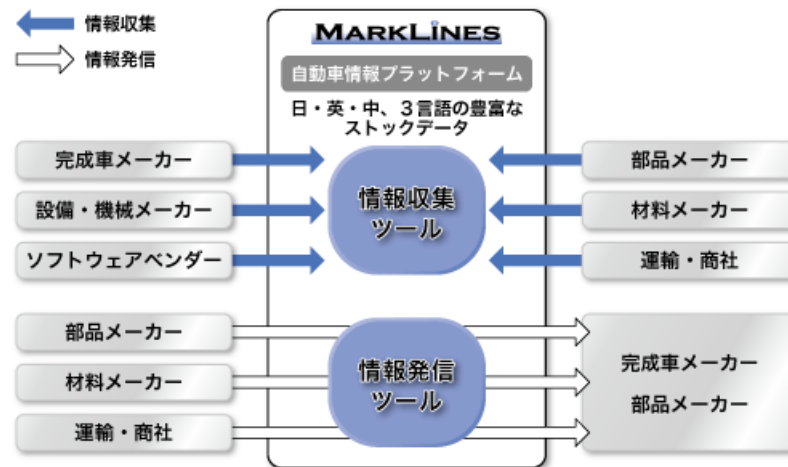 情報収集
情報発信
MARKLINES
自動車情報プラットフォーム
日・英・中、3言語の豊富な
ストックデータ
完成車メーカー
設備・機械メーカー
ソフトウェアベンダー
情報収集
ツール
部品メーカー
材料メーカー
運輸・商社
部品メーカー
材料メーカー
運輸・商社
情報発信
ツール
完成車メーカー
部品メーカー